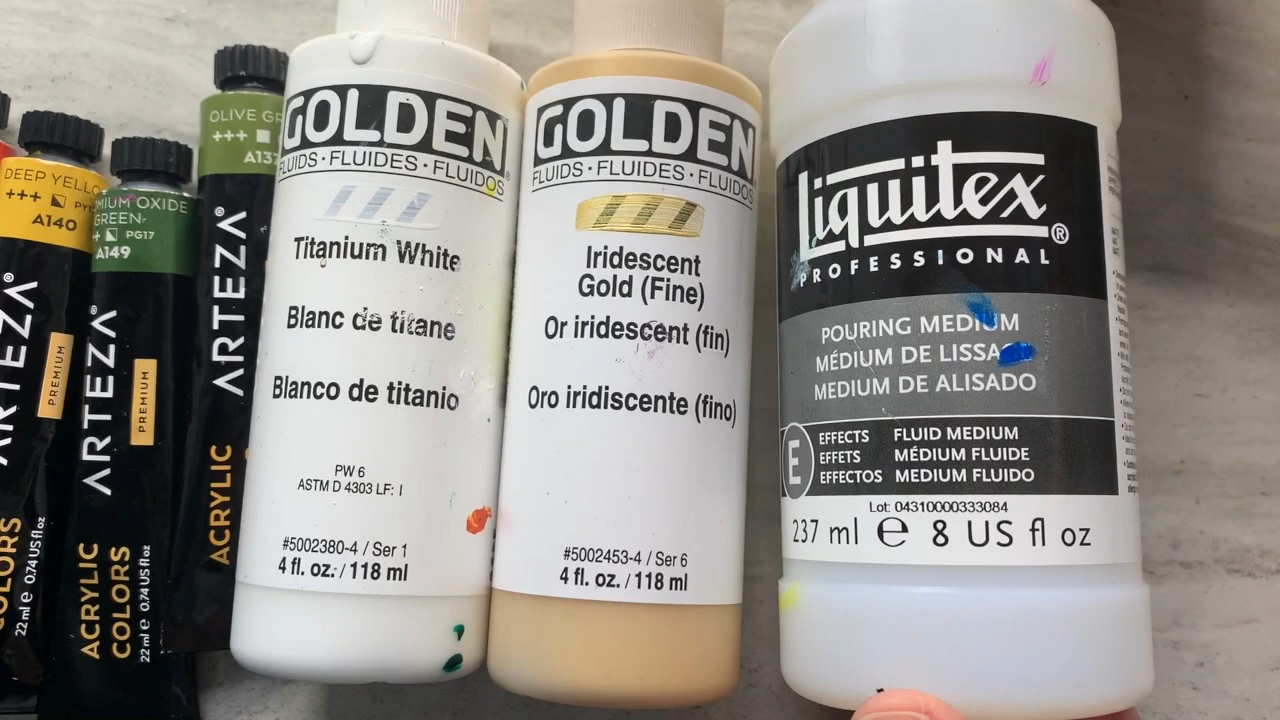 DEEP YELLO
+++
A140
ARTEZA®
PREMIUM
22 ml e 0.74 US fl oz
OXIDE
GREEN-
+ PG17
A149
ARTEZA®
PREMIUM
ACRYLIC
COLORS
22 ml e 0.74 US fl oz
OLIVE GR
+++
A137
ARTEZA
ACRYLIC
GOLDEN®
FLUIDS · FLUIDES · FLUIDOS
Titanium White
Blanc de titane
Blanco de titanio
PW 6
ASTM D 4303 LF: I
#5002380-4 / Ser 1
4 fl. oz. / 118 ml
GOLDEN
FLUIDS · FLUIDES · FLUIDOS
Iridescent
Gold (Fine)
Or iridescent (fin)
Oro iridiscente (fino)
#5002453-4 / Ser 6
4 fl. oz. / 118 ml
Liquitex®
PROFESSIONAL
POURING MEDIUM
MÉDIUM DE LISSA
MEDIUM DE ALISADO
E
EFFECTS FLUID MEDIUM
EFFETS MÉDIUM FLUIDE
EFFECTOS MEDIUM FLUIDO
Lot: 04310000333084
237 ml e 8 US fl oz